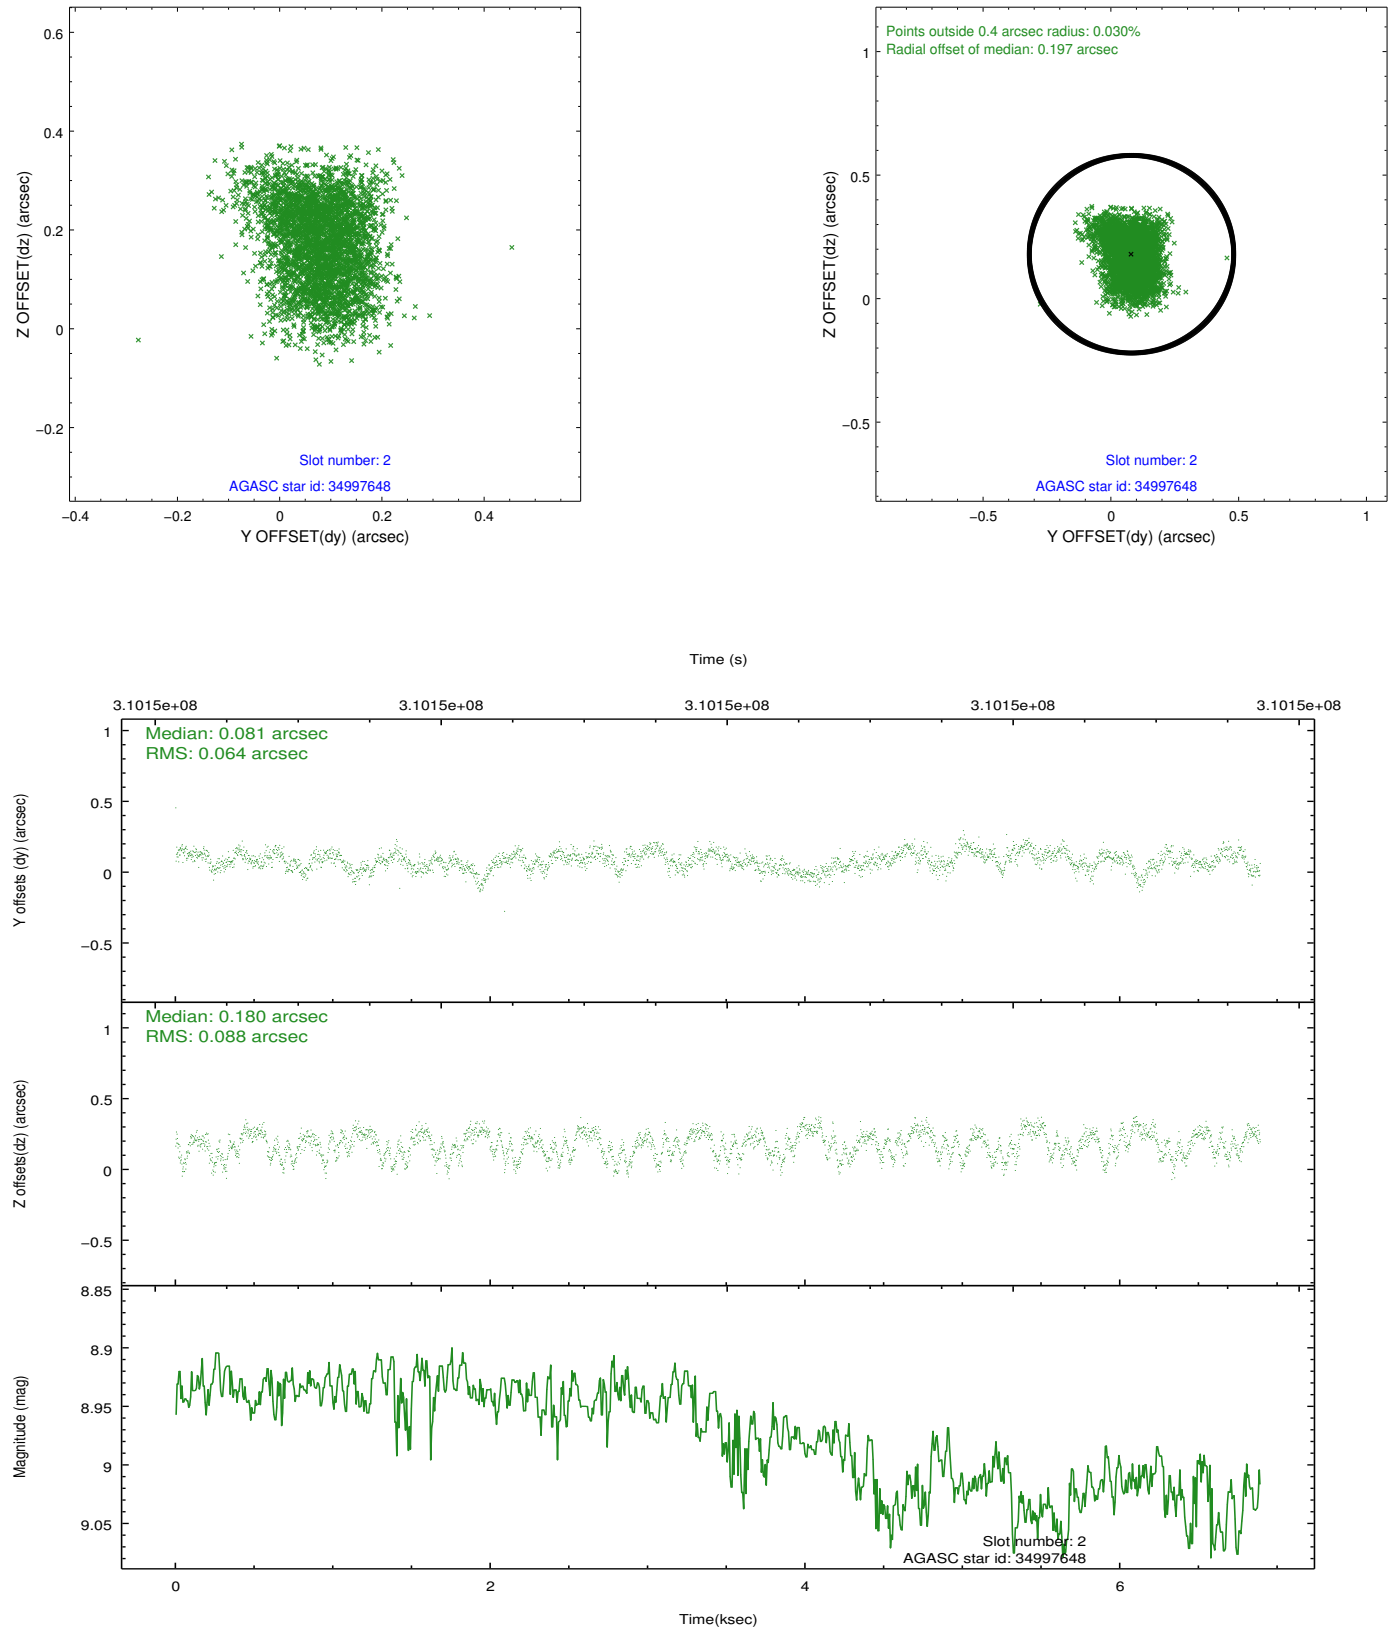 0.6
0.4
0.2
0
−0.2
Z OFFSET(dz) (arcsec)
Slot number: 2
AGASC star id: 34997648
−0.4 −0.2 0 0.2 0.4
Y OFFSET(dy) (arcsec)
Points outside 0.4 arcsec radius: 0.030%
Radial offset of median: 0.197 arcsec
1
0.5
0
−0.5
Z OFFSET(dz) (arcsec)
Slot number: 2
AGASC star id: 34997648
−0.5 0 0.5 1
Y OFFSET(dy) (arcsec)
Time (s)
3.1015e+08 3.1015e+08 3.1015e+08 3.1015e+08 3.1015e+08
Median: 0.081 arcsec
RMS: 0.064 arcsec
1
0.5
0
−0.5
Y offsets (dy) (arcsec)
Median: 0.180 arcsec
RMS: 0.088 arcsec
1
0.5
0
−0.5
Z offsets(dz) (arcsec)
8.85
8.9
8.95
9
9.05
Magnitude (mag)
Slot number: 2
AGASC star id: 34997648
0 2 4 6
Time(ksec)